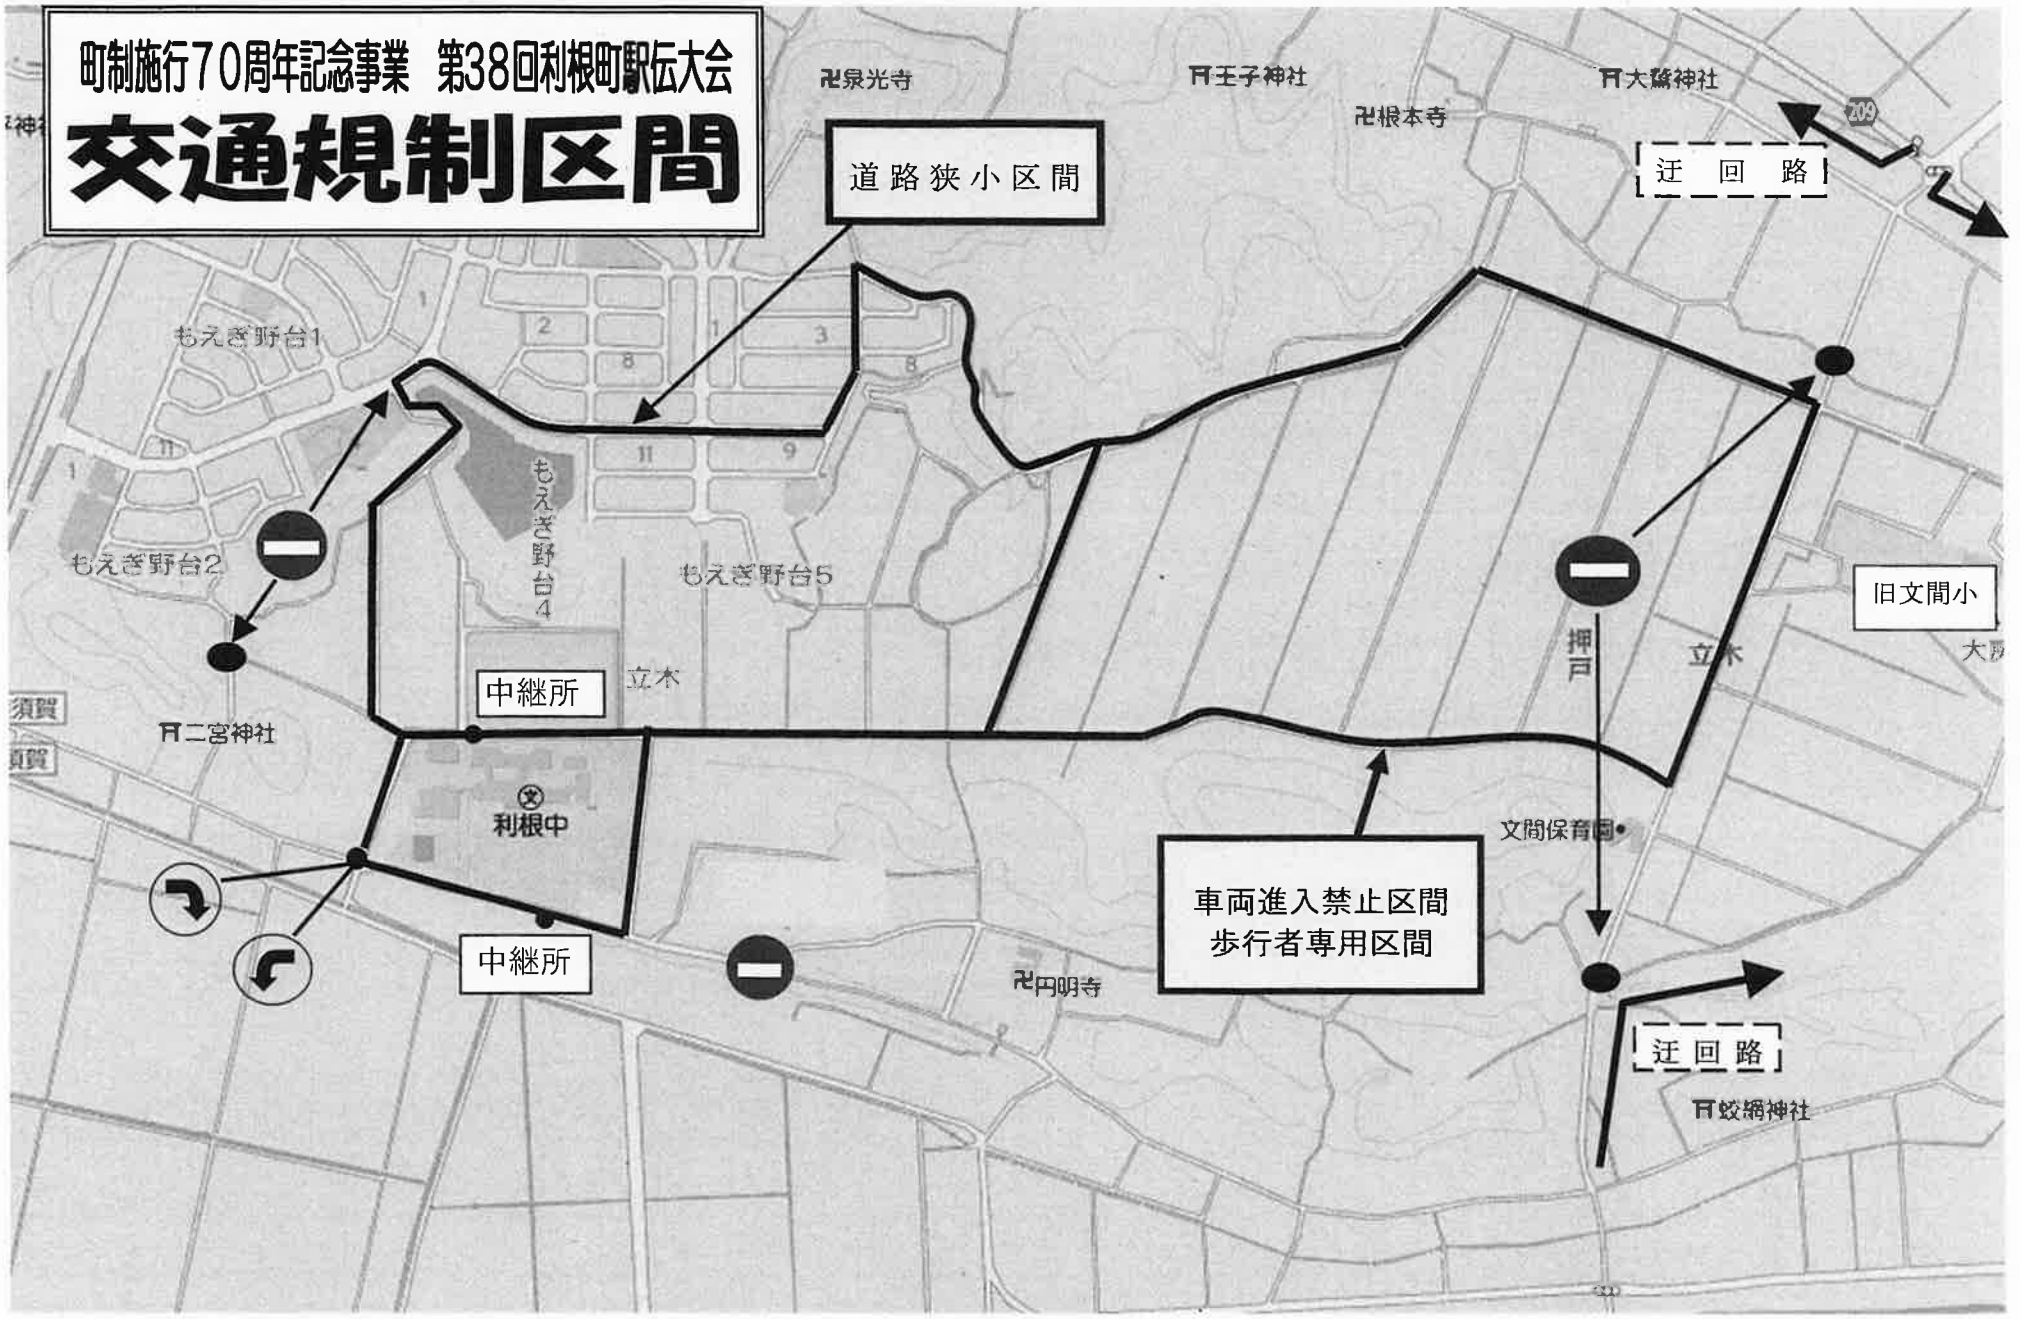 町制施行70周年記念事業 第38回利根町駅伝大会
交通規制区間
卍泉光寺
王子神社
卍根本寺
大鷲神社
209
迂回路
道路狭小区間
1
2
1
3
8
8
もえぎ野台1
11
1
11
9
もえぎ野台2
もえぎ野台4
もえぎ野台5
旧文間小
押戸
立木
中継所
立木
須賀
二宮神社
須賀
文
利根中
文間保育園
車両進入禁止区間
歩行者専用区間
中継所
卍円明寺
迂回路
蛟蝄神社